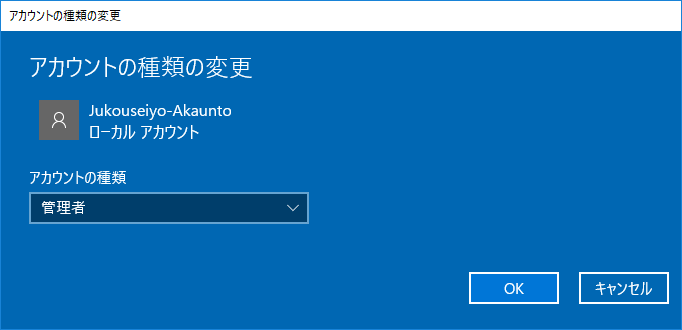 アカウントの種類の変更
アカウントの種類の変更
Jukouseiyo-Akaunto
ローカル アカウント
アカウントの種類
管理者
OK
キャンセル